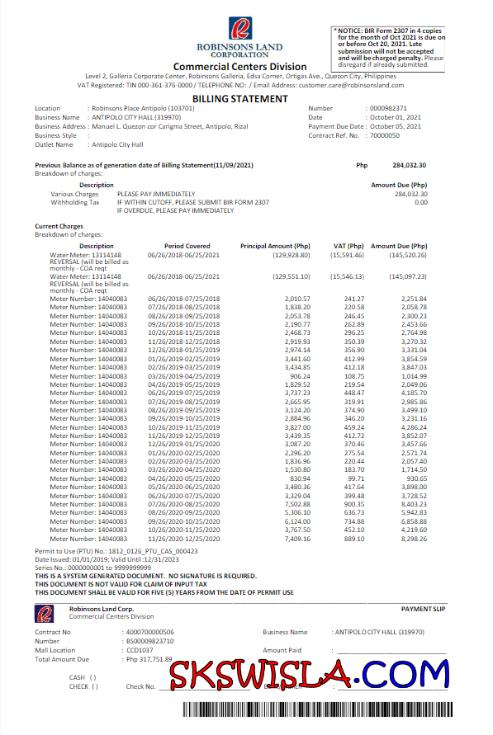 ROBINSONS LAND
CORPORATION
Commercial Centers Division
*NOTICE: BIR Form 2307 in 4 copies
for the month of Oct 2021 is due on
or before Oct 20, 2021. Late
submission will not be accepted
and will be charged penalty. Please
disregard if already submitted.
Level 2, Galleria Corporate Center, Robinsons Galleria, Edsa Corner, Ortigas Ave., Quezon City, Philippines
VAT Registered: TIN 000-361-376-0000 / TELEPHONE NO: / Email Address: customer.care@robinsonsland.com
BILLING STATEMENT
Location : Robinsons Place Antipolo (103701) Number : 0000982371
Business Name : ANTIPOLO CITY HALL (319970) Date : October 01, 2021
Business Address : Manuel L. Quezon cor Carigma Street, Antipolo, Rizal Payment Due Date : October 05, 2021
Business Style : Contract Ref. No. : 70000050
Outlet Name : Antipolo City Hall
Previous Balance as of generation date of Billing Statement(11/09/2021) Php 284,032.30
Breakdown of charges:
Description Amount Due (Php)
Various Charges PLEASE PAY IMMEDIATELY 284,032.30
Withholding Tax IF WITHIN CUTOFF, PLEASE SUBMIT BIR FORM 2307 0.00
IF OVERDUE, PLEASE PAY IMMEDIATELY
Current Charges
Breakdown of charges:
Description Period Covered Principal Amount (Php) VAT (Php) Amount Due (Php)
Water Meter: 13114148 06/26/2018-06/25/2021 (129,928.80) (15,591.46) (145,520.26)
REVERSAL (will be billed as
monthly - COA reqt
Water Meter: 13114148 06/26/2018-06/25/2021 (129,551.10) (15,546.13) (145,097.23)
REVERSAL (will be billed as
monthly - COA reqt
Meter Number: 14040083 06/26/2018-07/25/2018 2,010.57 241.27 2,251.84
Meter Number: 14040083 07/26/2018-08/25/2018 1,838.20 220.58 2,058.78
Meter Number: 14040083 08/26/2018-09/25/2018 2,053.78 246.45 2,300.23
Meter Number: 14040083 09/26/2018-10/25/2018 2,190.77 262.89 2,453.66
Meter Number: 14040083 10/26/2018-11/25/2018 2,468.73 296.25 2,764.98
Meter Number: 14040083 11/26/2018-12/25/2018 2,919.93 350.39 3,270.32
Meter Number: 14040083 12/26/2018-01/25/2019 2,974.14 356.90 3,331.04
Meter Number: 14040083 01/26/2019-02/25/2019 3,441.60 412.99 3,854.59
Meter Number: 14040083 02/26/2019-03/25/2019 3,434.85 412.18 3,847.03
Meter Number: 14040083 03/26/2019-04/25/2019 906.24 108.75 1,014.99
Meter Number: 14040083 04/26/2019-05/25/2019 1,829.52 219.54 2,049.06
Meter Number: 14040083 06/26/2019-07/25/2019 3,737.23 448.47 4,185.70
Meter Number: 14040083 07/26/2019-08/25/2019 2,665.95 319.91 2,985.86
Meter Number: 14040083 08/26/2019-09/25/2019 3,124.20 374.90 3,499.10
Meter Number: 14040083 09/26/2019-10/25/2019 2,884.96 346.20 3,231.16
Meter Number: 14040083 10/26/2019-11/25/2019 3,827.00 459.24 4,286.24
Meter Number: 14040083 11/26/2019-12/25/2019 3,439.35 412.72 3,852.07
Meter Number: 14040083 12/26/2019-01/25/2020 3,087.20 370.46 3,457.66
Meter Number: 14040083 01/26/2020-02/25/2020 2,296.20 275.54 2,571.74
Meter Number: 14040083 02/26/2020-03/25/2020 1,836.96 220.44 2,057.40
Meter Number: 14040083 03/26/2020-04/25/2020 1,530.80 183.70 1,714.50
Meter Number: 14040083 04/26/2020-05/25/2020 830.94 99.71 930.65
Meter Number: 14040083 05/26/2020-06/25/2020 3,480.36 417.64 3,898.00
Meter Number: 14040083 06/26/2020-07/25/2020 3,329.04 399.48 3,728.52
Meter Number: 14040083 07/26/2020-08/25/2020 7,502.88 900.35 8,403.23
Meter Number: 14040083 08/26/2020-09/25/2020 5,306.10 636.73 5,942.83
Meter Number: 14040083 09/26/2020-10/25/2020 6,124.00 734.88 6,858.88
Meter Number: 14040083 10/26/2020-11/25/2020 3,767.50 452.10 4,219.60
Meter Number: 14040083 11/26/2020-12/25/2020 7,409.16 889.10 8,298.26
Permit to Use (PTU) No.: 1812_0126_PTU_CAS_000423
Date Issued: 01/01/2019; Valid Until :12/31/2023
Series No.: 0000000001 to 9999999999
THIS IS A SYSTEM GENERATED DOCUMENT. NO SIGNATURE IS REQUIRED.
THIS DOCUMENT IS NOT VALID FOR CLAIM OF INPUT TAX
THIS DOCUMENT SHALL BE VALID FOR FIVE (5) YEARS FROM THE DATE OF PERMIT USE
Robinsons Land Corp. PAYMENT SLIP
Commercial Centers Division
Contract No : 4000700000506 Business Name : ANTIPOLO CITY HALL (319970)
Number : BS00009823710
Mall Location : CCD1037 Amount Paid :
Total Amount Due : Php 317,751.89
CASH ( )
CHECK ( ) Check No.
SKSWISLA.COM